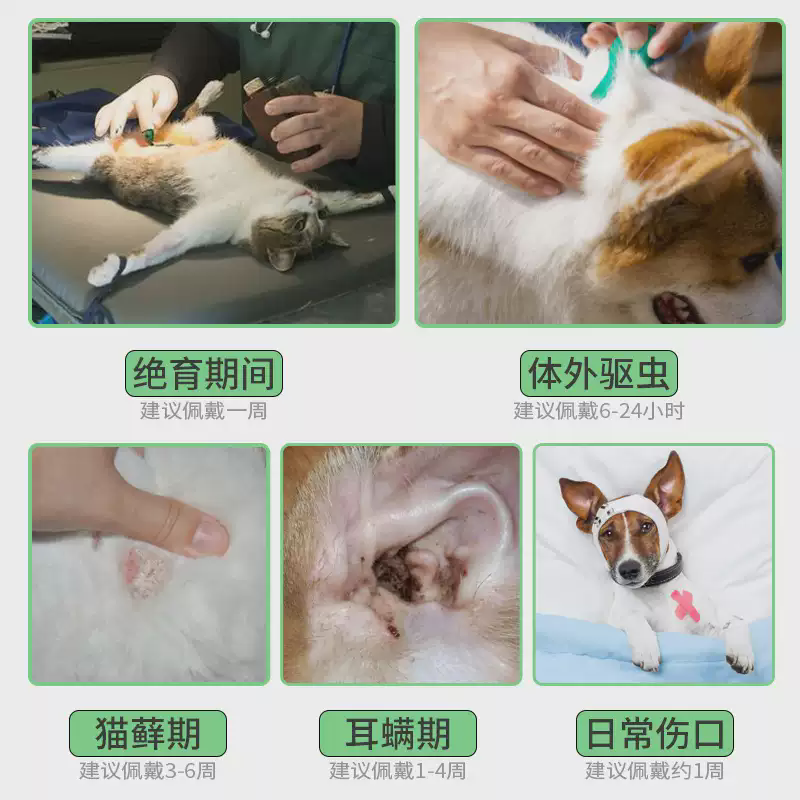 绝育期间
建议佩戴一周
体外驱虫
建议佩戴6-24小时
猫藓期
建议佩戴3-6周
耳螨期
建议佩戴1-4周
日常伤口
建议佩戴约1周